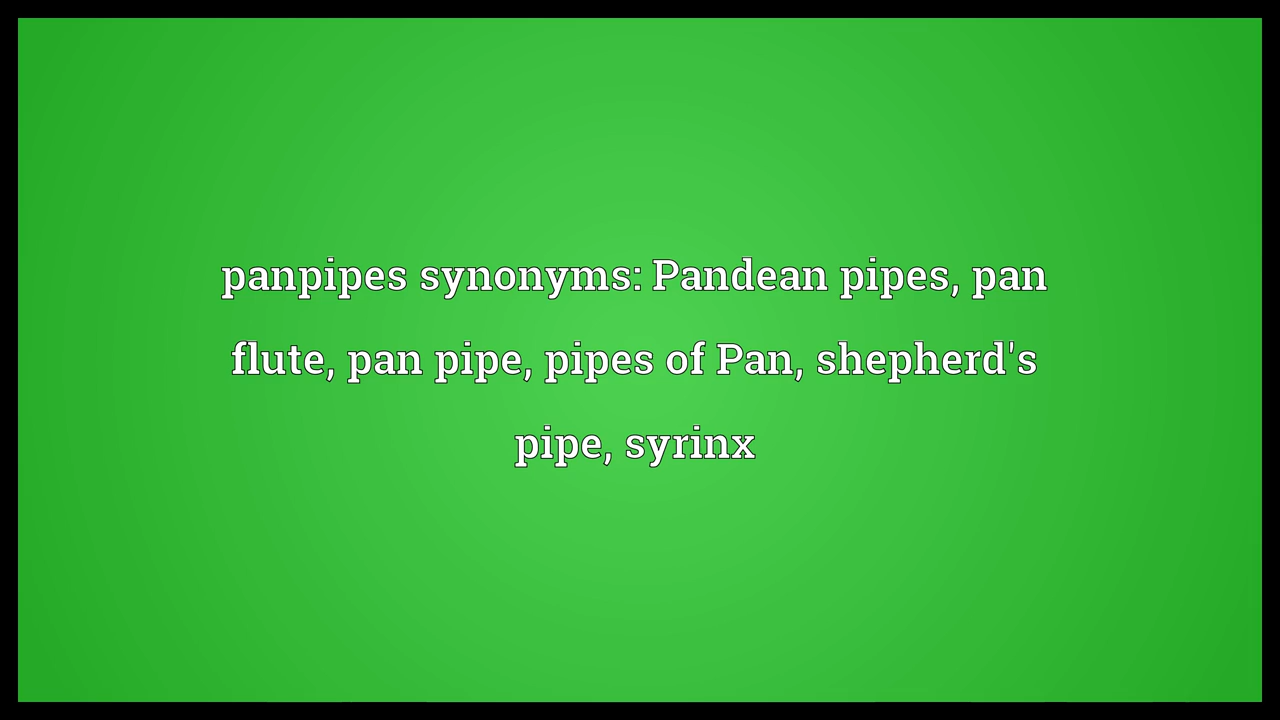 panpipes synonyms: Pandean pipes, pan
flute, pan pipe, pipes of Pan, shepherd's
pipe, syrinx